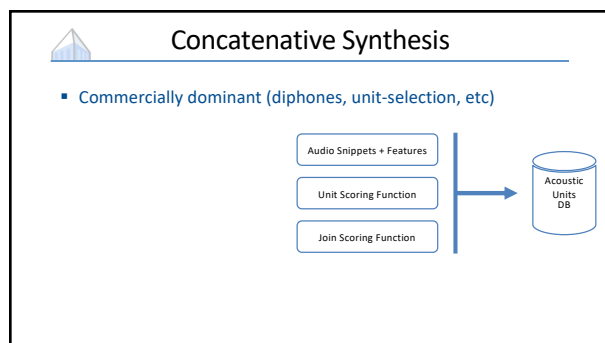 Concatenative Synthesis
▪ Commercially dominant (diphones, unit-selection, etc)
Audio Snippets + Features
Unit Scoring Function
Join Scoring Function
Acoustic
Units
DB